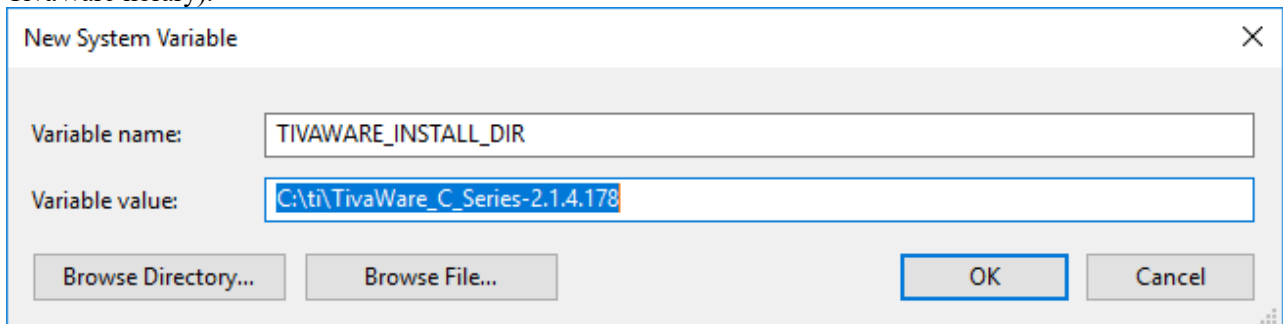 New System Variable
Variable name: TIVAWARE_INSTALL_DIR
Variable value: C:\ti\TivaWare_C_Series-2.1.4.178
Browse Directory... Browse File... OK Cancel